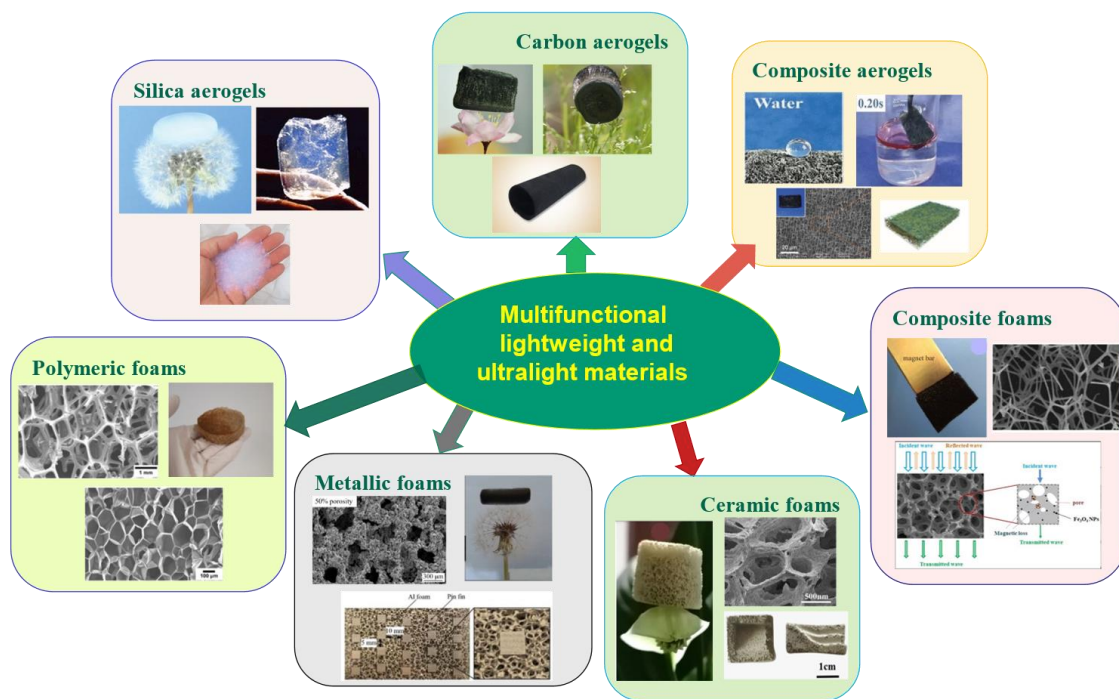 Carbon aerogels
Silica aerogels
Composite aerogels
Water
0.20s
20 μm
Multifunctional
lightweight and
ultralight materials
Composite foams
magnet bar
Incident wave
Reflected wave
Incident wave
pore
Fe₃O₄ NPs
Magnetic loss
Transmitted wave
Transmitted wave
Polymeric foams
1 mm
100 μm
Metallic foams
50% porosity
300 μm
Al foam
Pin fin
10 mm
2 mm
Ceramic foams
500nm
1cm